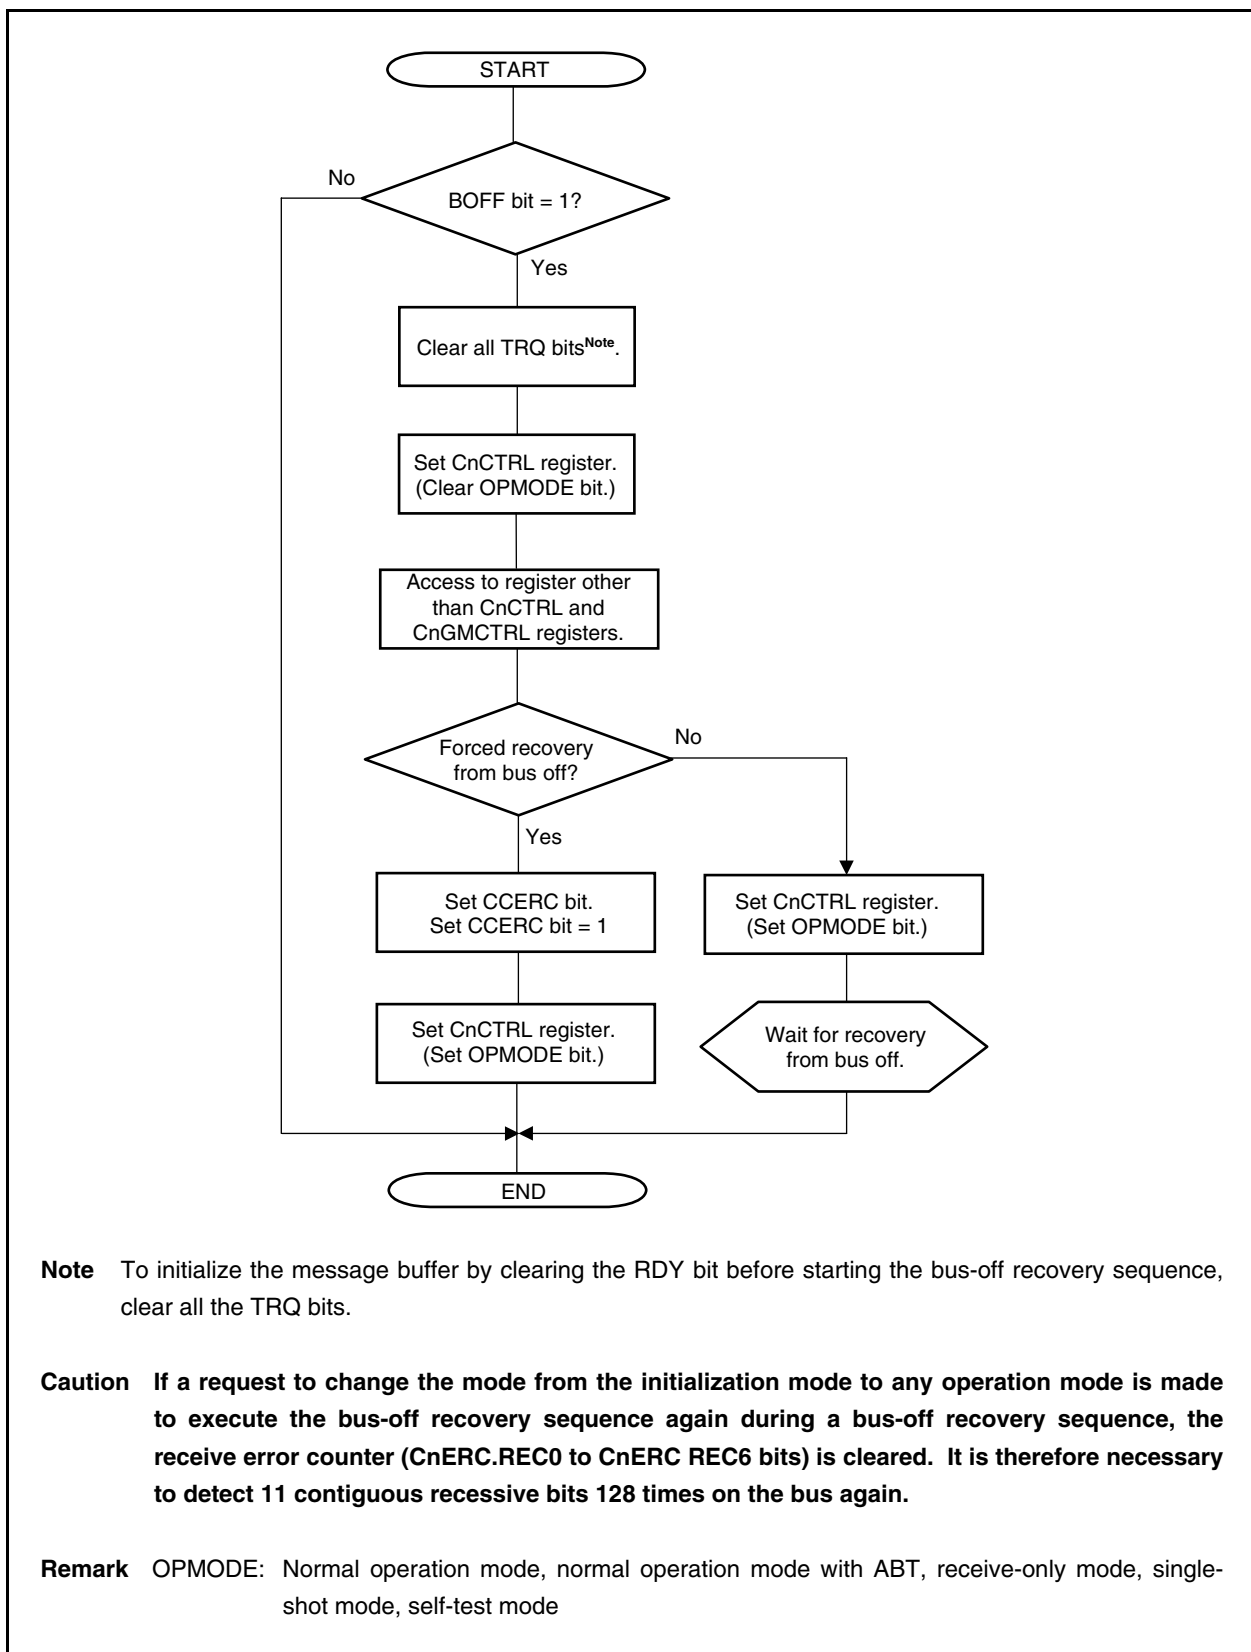 START
No
BOFF bit = 1?
Yes
Clear all TRQ bitsNote.
Set CnCTRL register.
(Clear OPMODE bit.)
Access to register other
than CnCTRL and
CnGMCTRL registers.
No
Forced recovery
from bus off?
Yes
Set CCERC bit.
Set CCERC bit = 1
Set CnCTRL register.
(Set OPMODE bit.)
Set CnCTRL register.
(Set OPMODE bit.)
Wait for recovery
from bus off.
END
Note To initialize the message buffer by clearing the RDY bit before starting the bus-off recovery sequence,
clear all the TRQ bits.
Caution If a request to change the mode from the initialization mode to any operation mode is made
to execute the bus-off recovery sequence again during a bus-off recovery sequence, the
receive error counter (CnERC.REC0 to CnERC REC6 bits) is cleared. It is therefore necessary
to detect 11 contiguous recessive bits 128 times on the bus again.
Remark OPMODE: Normal operation mode, normal operation mode with ABT, receive-only mode, single-
shot mode, self-test mode